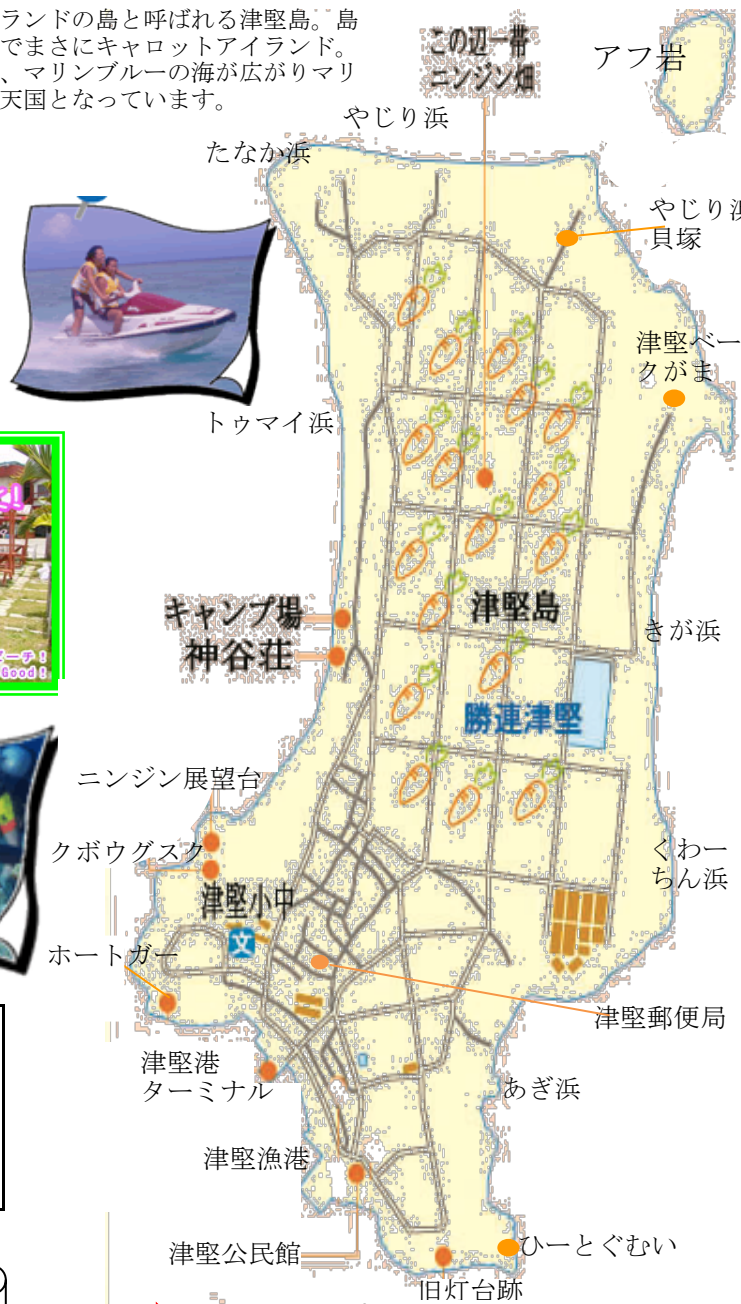 ランドの島と呼ばれる津堅島。島
でまさにキャロットアイランド。
、マリンブルーの海が広がりマリ
天国となっています。
この辺一帯
ニンジン畑
アフ岩
やじり浜
たなか浜
やじり浜
貝塚
津堅ベー
クがま
トゥマイ浜
キャンプ場
神谷荘
津堅島
きが浜
ーチ！
Good！
勝連津堅
ニンジン展望台
クボウグスク
くわー
ちん浜
津堅小中
文
ホートガー
津堅郵便局
津堅港
ターミナル
あぎ浜
津堅漁港
津堅公民館
ひーとぐむい
旧灯台跡